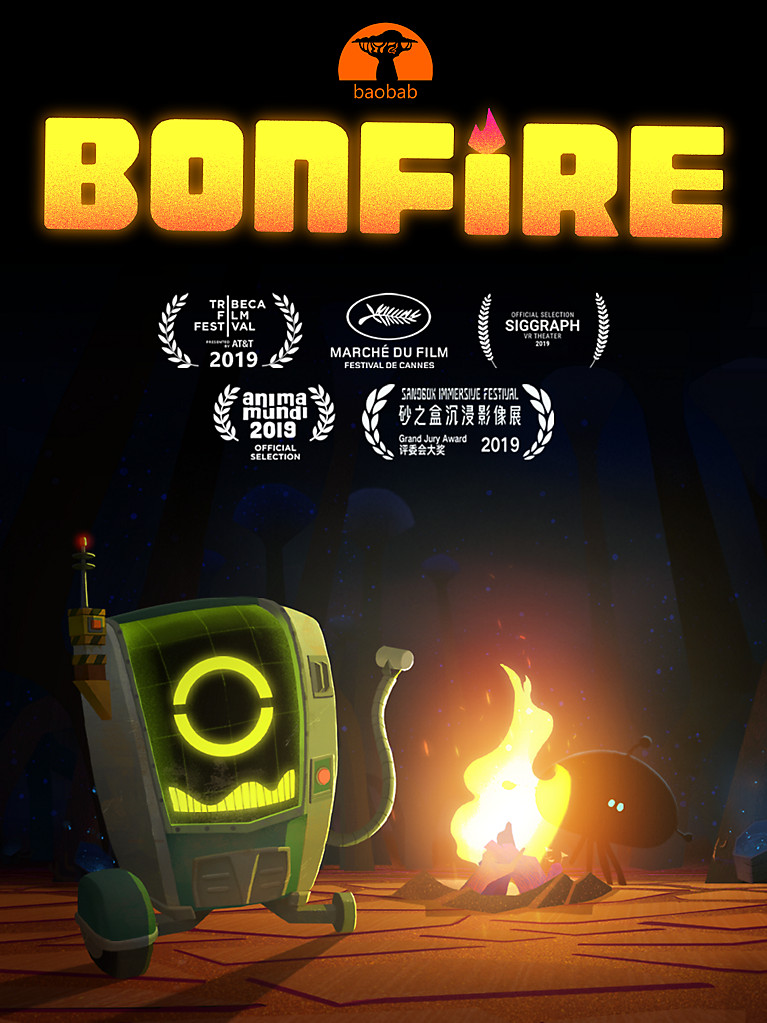 baobab
BONFiRE
TRIBECA
FILM
FESTIVAL
PRESENTED BY AT&T
2019
MARCHÉ DU FILM
FESTIVAL DE CANNES
OFFICIAL SELECTION
SIGGRAPH
VR THEATER
2019
anima
mundi
2019
OFFICIAL
SELECTION
SANDBOX IMMERSIVE FESTIVAL
砂之盒沉浸影像展
Grand Jury Award
评委会大奖
2019